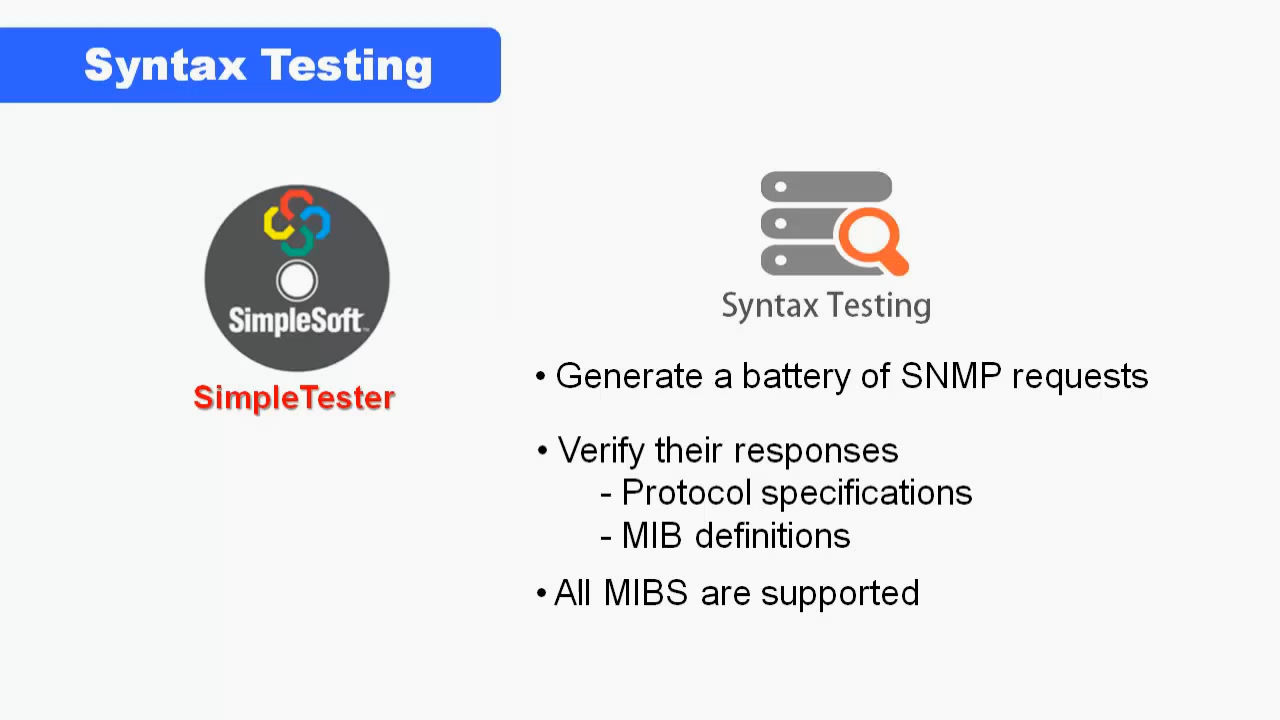 Syntax Testing
SimpleSoft™
SimpleTester
Syntax Testing
• Generate a battery of SNMP requests
• Verify their responses
- Protocol specifications
- MIB definitions
• All MIBS are supported